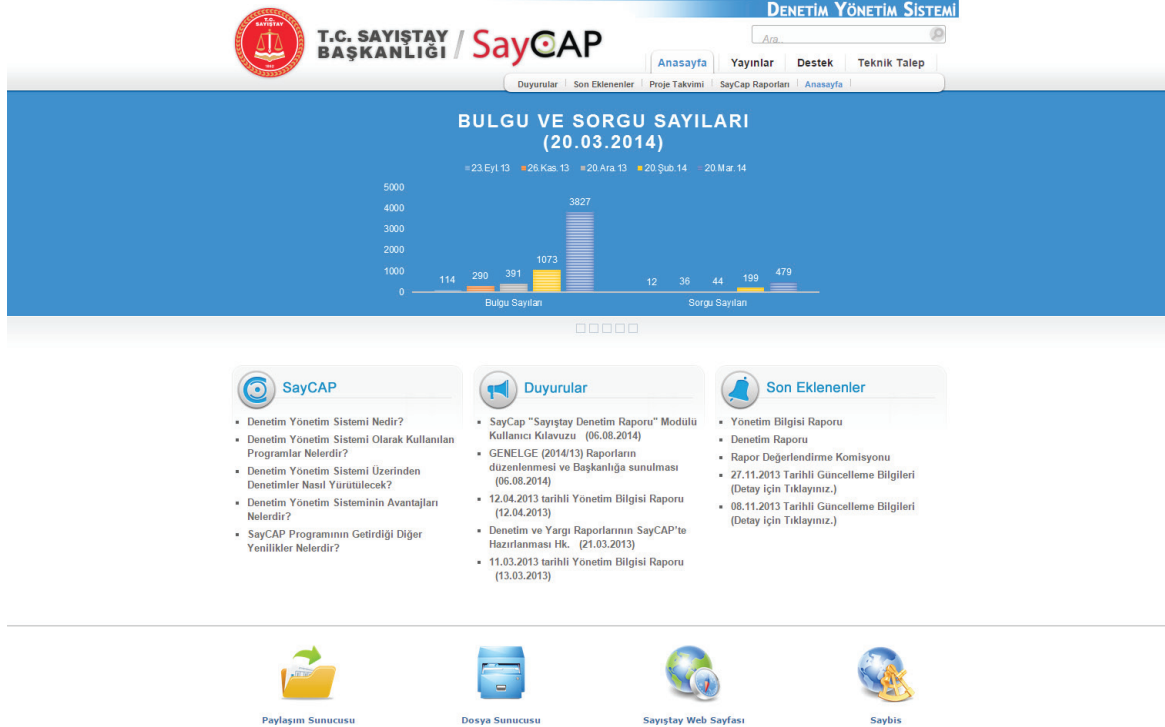 DENETİM YÖNETİM SİSTEMİ
T.C. SAYIŞTAY
BAŞKANLIĞI / SayCAP
T.C.
SAYIŞTAY
Ara...
Anasayfa Yayınlar Destek Teknik Talep
Duyurular Son Eklenenler Proje Takvimi SayCap Raporları Anasayfa
BULGU VE SORGU SAYILARI
(20.03.2014)
23.Eyl.13 26.Kas.13 20.Ara.13 20.Şub.14 20.Mar.14
5000
4000
3000
2000
1000
0
114 290 391 1073 3827
12 36 44 199 479
Bulgu Sayıları Sorgu Sayıları
SayCAP
Denetim Yönetim Sistemi Nedir?
Denetim Yönetim Sistemi Olarak Kullanılan
Programlar Nelerdir?
Denetim Yönetim Sistemi Üzerinden
Denetimler Nasıl Yürütülecek?
Denetim Yönetim Sisteminin Avantajları
Nelerdir?
SayCAP Programının Getirdiği Diğer
Yenilikler Nelerdir?
Duyurular
SayCap "Sayıştay Denetim Raporu" Modülü
Kullanıcı Kılavuzu (06.08.2014)
GENELGE (2014/13) Raporların
düzenlenmesi ve Başkanlığa sunulması
(06.08.2014)
12.04.2013 tarihli Yönetim Bilgisi Raporu
(12.04.2013)
Denetim ve Yargı Raporlarının SayCAP'te
Hazırlanması Hk. (21.03.2013)
11.03.2013 tarihli Yönetim Bilgisi Raporu
(13.03.2013)
Son Eklenenler
Yönetim Bilgisi Raporu
Denetim Raporu
Rapor Değerlendirme Komisyonu
27.11.2013 Tarihli Güncelleme Bilgileri
(Detay için Tıklayınız.)
08.11.2013 Tarihli Güncelleme Bilgileri
(Detay için Tıklayınız.)
Paylaşım Sunucusu Dosya Sunucusu Sayıştay Web Sayfası Saybis